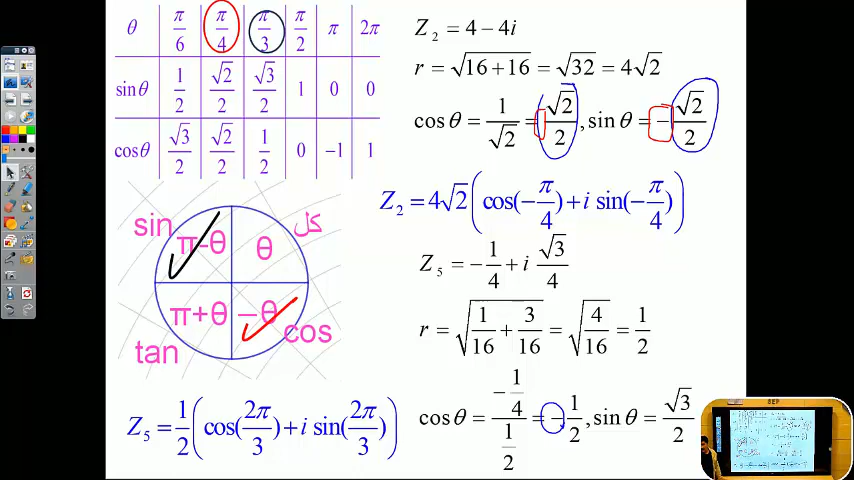 θ π/6 π/4 π/3 π/2 π 2π
sinθ 1/2 √2/2 √3/2 1 0 0
cosθ √3/2 √2/2 1/2 0 −1 1
sin π-θ θ كل
tan π+θ −θ cos
Z₅ = 1/2 (cos(2π/3) + i sin(2π/3))
Z₂ = 4 − 4i
r = √(16 + 16) = √32 = 4√2
cos θ = 1/√2 = √2/2 , sin θ = −√2/2
Z₂ = 4√2 (cos(−π/4) + i sin(−π/4))
Z₅ = −1/4 + i √3/4
r = √(1/16 + 3/16) = √(4/16) = 1/2
cos θ = (−1/4)/(1/2) = −1/2 , sin θ = √3/2
SEP